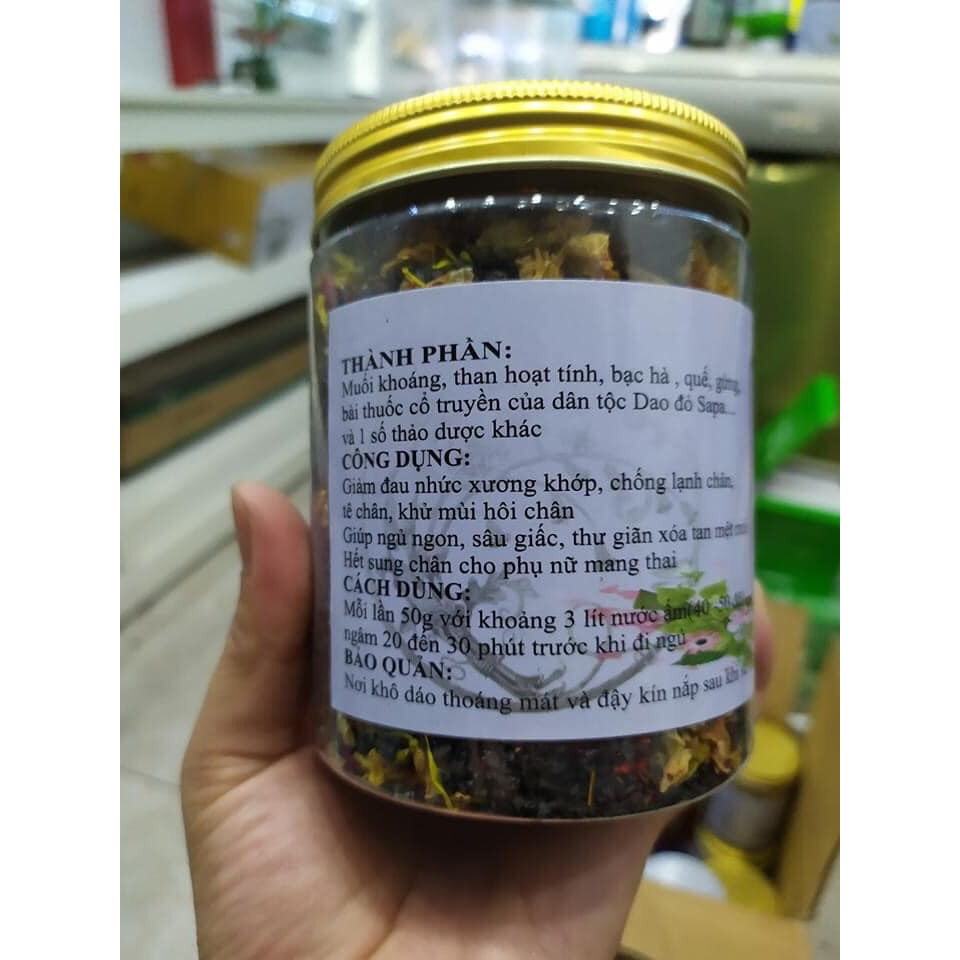 THÀNH PHẦN:
Muối khoáng, than hoạt tính, bạc hà , quế, gừng,
bài thuốc cổ truyền của dân tộc Dao đỏ Sapa...
và 1 số thảo dược khác
CÔNG DỤNG:
Giảm đau nhức xương khớp, chống lạnh chân,
tê chân, khử mùi hôi chân
Giúp ngủ ngon, sâu giấc, thư giãn xóa tan mệt
Hết sưng chân cho phụ nữ mang thai
CÁCH DÙNG:
Mỗi lần 50g với khoảng 3 lít nước ấm(40 -50
ngâm 20 đến 30 phút trước khi đi ngủ
BẢO QUẢN:
Nơi khô dáo thoáng mát và đậy kín nắp sau khi